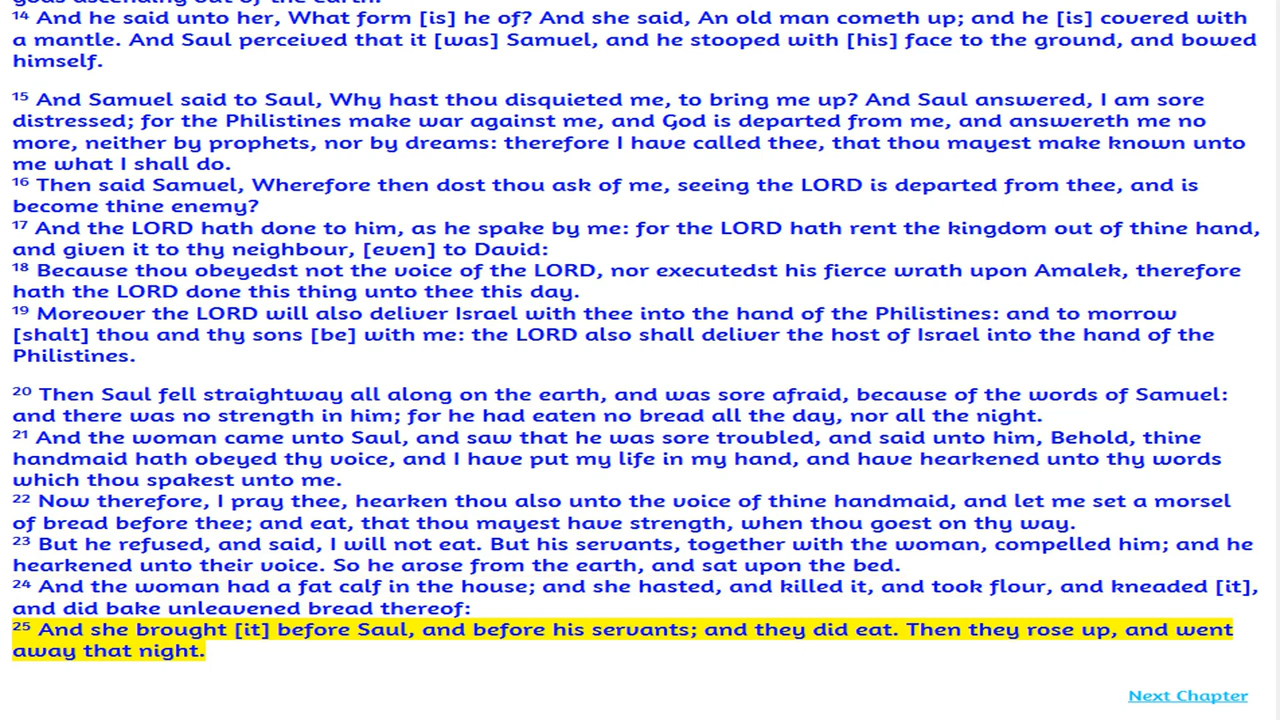 gods ascending out of the earth.
14 And he said unto her, What form [is] he of? And she said, An old man cometh up; and he [is] covered with
a mantle. And Saul perceived that it [was] Samuel, and he stooped with [his] face to the ground, and bowed
himself.
15 And Samuel said to Saul, Why hast thou disquieted me, to bring me up? And Saul answered, I am sore
distressed; for the Philistines make war against me, and God is departed from me, and answereth me no
more, neither by prophets, nor by dreams: therefore I have called thee, that thou mayest make known unto
me what I shall do.
16 Then said Samuel, Wherefore then dost thou ask of me, seeing the LORD is departed from thee, and is
become thine enemy?
17 And the LORD hath done to him, as he spake by me: for the LORD hath rent the kingdom out of thine hand,
and given it to thy neighbour, [even] to David:
18 Because thou obeyedst not the voice of the LORD, nor executedst his fierce wrath upon Amalek, therefore
hath the LORD done this thing unto thee this day.
19 Moreover the LORD will also deliver Israel with thee into the hand of the Philistines: and to morrow
[shalt] thou and thy sons [be] with me: the LORD also shall deliver the host of Israel into the hand of the
Philistines.
20 Then Saul fell straightway all along on the earth, and was sore afraid, because of the words of Samuel:
and there was no strength in him; for he had eaten no bread all the day, nor all the night.
21 And the woman came unto Saul, and saw that he was sore troubled, and said unto him, Behold, thine
handmaid hath obeyed thy voice, and I have put my life in my hand, and have hearkened unto thy words
which thou spakest unto me.
22 Now therefore, I pray thee, hearken thou also unto the voice of thine handmaid, and let me set a morsel
of bread before thee; and eat, that thou mayest have strength, when thou goest on thy way.
23 But he refused, and said, I will not eat. But his servants, together with the woman, compelled him; and he
hearkened unto their voice. So he arose from the earth, and sat upon the bed.
24 And the woman had a fat calf in the house; and she hasted, and killed it, and took flour, and kneaded [it],
and did bake unleavened bread thereof:
25 And she brought [it] before Saul, and before his servants; and they did eat. Then they rose up, and went
away that night.
Next Chapter